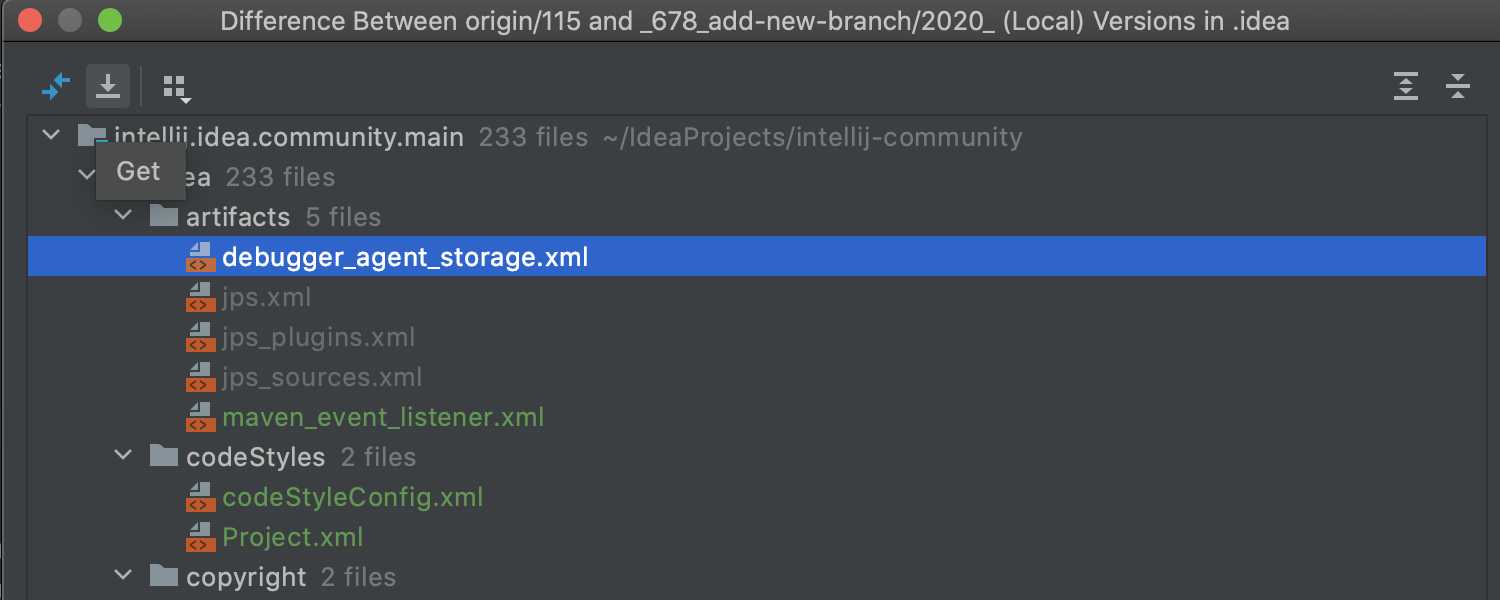 Difference Between origin/115 and _678_add-new-branch/2020_ (Local) Versions in .idea
intellij.idea.community.main 233 files ~/IdeaProjects/intellij-community
Get
233 files
artifacts 5 files
debugger_agent_storage.xml
jps.xml
jps_plugins.xml
jps_sources.xml
maven_event_listener.xml
codeStyles 2 files
codeStyleConfig.xml
Project.xml
copyright 2 files